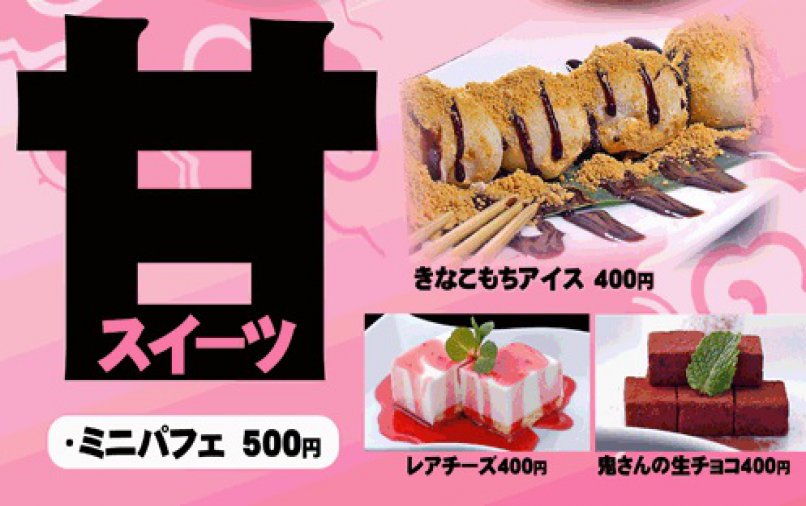 甘
スイーツ
・ミニパフェ 500円
きなこもちアイス 400円
レアチーズ400円
鬼さんの生チョコ400円